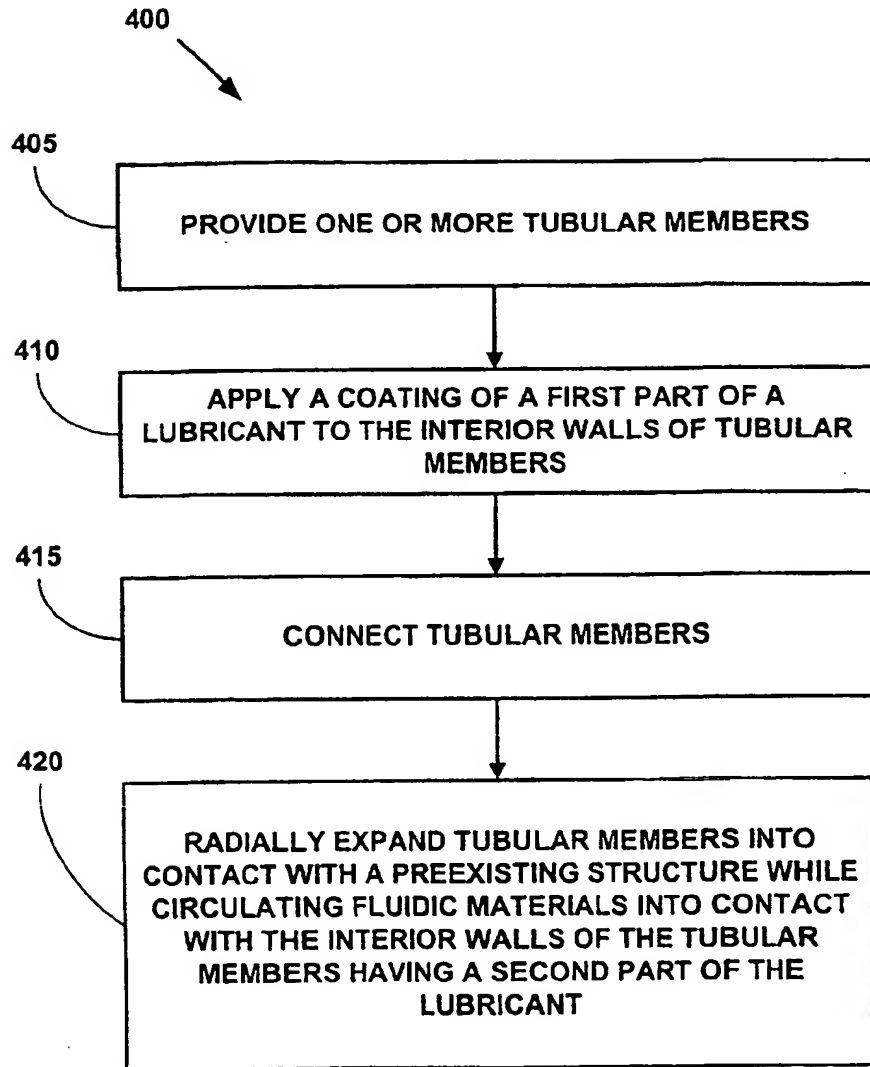 400
405
PROVIDE ONE OR MORE TUBULAR MEMBERS
410
APPLY A COATING OF A FIRST PART OF A
LUBRICANT TO THE INTERIOR WALLS OF TUBULAR
MEMBERS
415
CONNECT TUBULAR MEMBERS
420
RADIALLY EXPAND TUBULAR MEMBERS INTO
CONTACT WITH A PREEXISTING STRUCTURE WHILE
CIRCULATING FLUIDIC MATERIALS INTO CONTACT
WITH THE INTERIOR WALLS OF THE TUBULAR
MEMBERS HAVING A SECOND PART OF THE
LUBRICANT